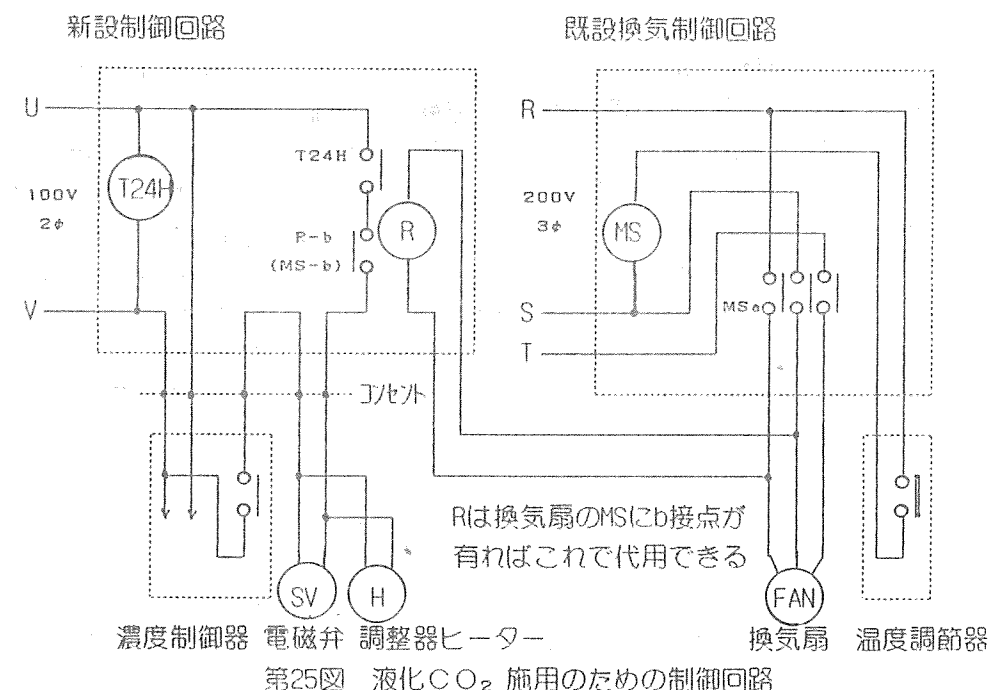 新設制御回路
既設換気制御回路
U
R
T24H
T24H
100V
2φ
R
200V
3φ
MS
R-b
(MS-b)
V
MSa
S
T
コンセント
Rは換気扇のMSにb接点が
有ればこれで代用できる
SV
H
FAN
濃度制御器
電磁弁
調整器ヒーター
換気扇
温度調節器
第25図 液化CO₂ 施用のための制御回路